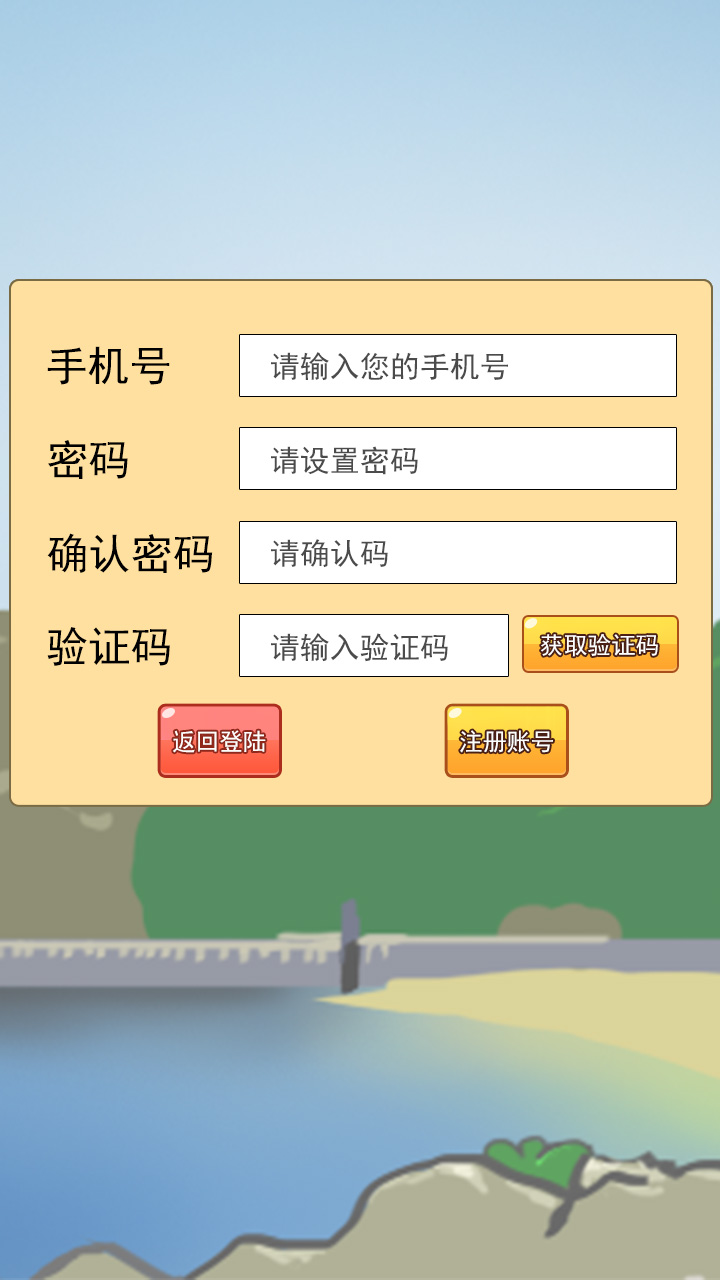 手机号 请输入您的手机号
密码 请设置密码
确认密码 请确认码
验证码 请输入验证码 获取验证码
返回登陆 注册账号